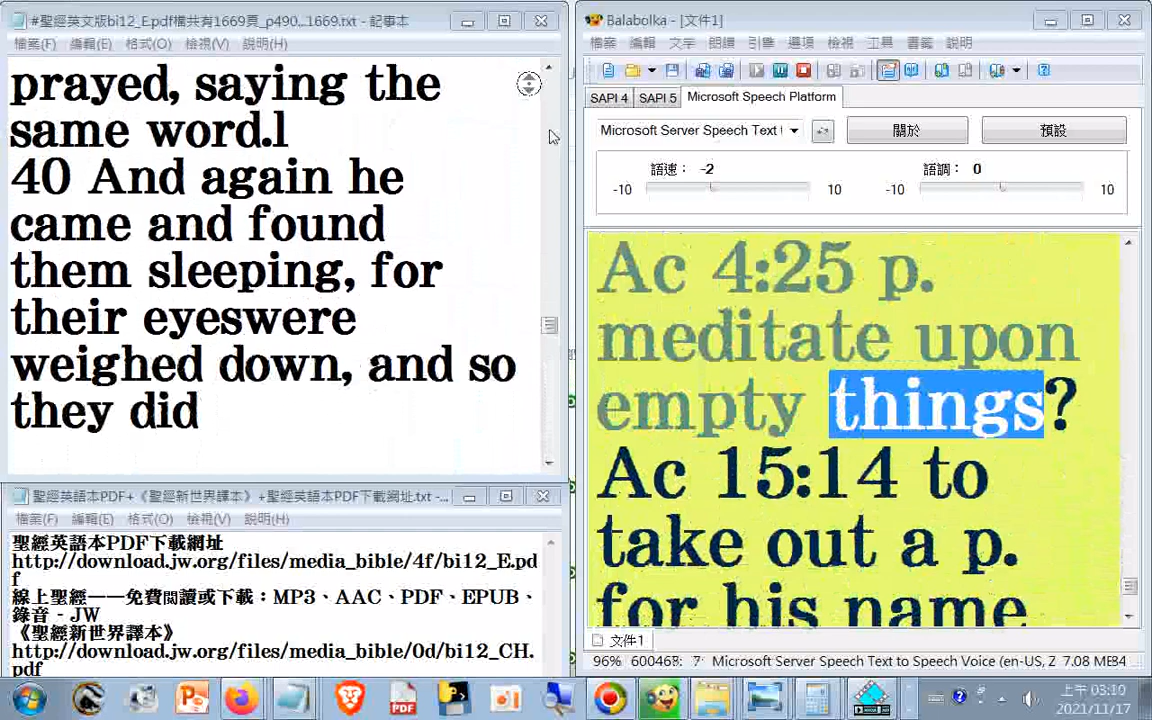 #聖經英文版bi12_E.pdf檔共有1669頁_p490,..1669.txt - 記事本
檔案(F) 編輯(E) 格式(O) 檢視(V) 說明(H)
prayed, saying the
same word.l
40 And again he
came and found
them sleeping, for
their eyeswere
weighed down, and so
they did
聖經英語本PDF+《聖經新世界譯本》+聖經英語本PDF下載網址.txt - ...
檔案(F) 編輯(E) 格式(O) 檢視(V) 說明(H)
聖經英語本PDF下載網址
http://download.jw.org/files/media_bible/4f/bi12_E.pd
f
線上聖經——免費閱讀或下載：MP3、AAC、PDF、EPUB、
錄音 - JW
《聖經新世界譯本》
http://download.jw.org/files/media_bible/0d/bi12_CH.
pdf
Balabolka - [文件1]
檔案 編輯 文字 朗讀 引擎 選項 檢視 工具 書籤 說明
SAPI 4 SAPI 5 Microsoft Speech Platform
Microsoft Server Speech Text 關於 預設
語速： -2 語調： 0
-10 10 -10 10
Ac 4:25 p.
meditate upon
empty things?
Ac 15:14 to
take out a p.
for his name
文件1
96% 600468: 7 Microsoft Server Speech Text to Speech Voice (en-US, Z 7.08 MB
上午 03:10
2021/11/17